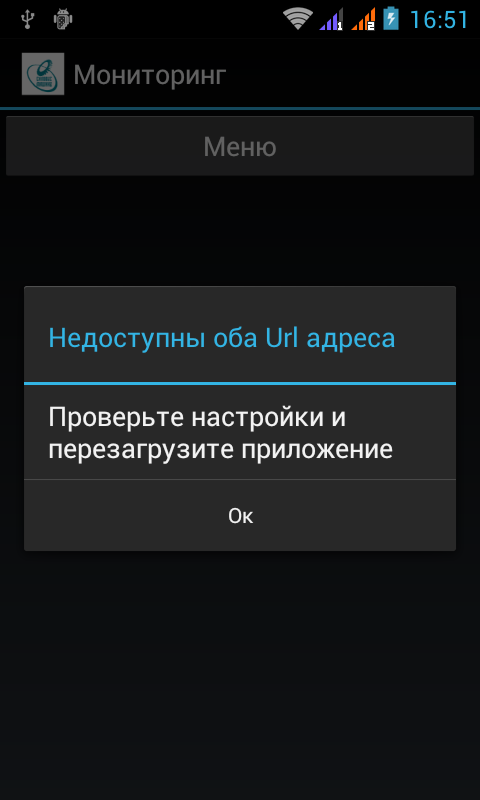 16:51
Мониторинг
Меню
Недоступны оба Url адреса
Проверьте настройки и
перезагрузите приложение
Ок